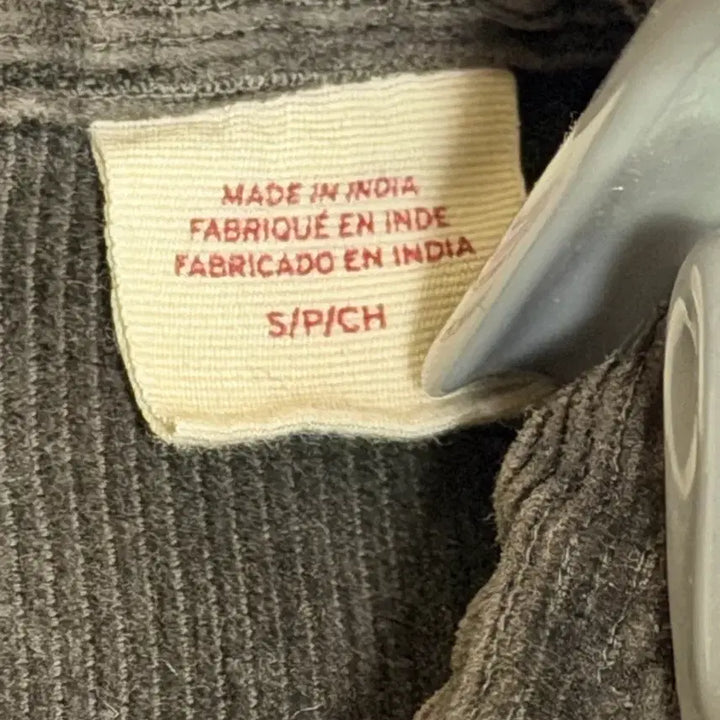 MADE IN INDIA
FABRIQUÉ EN INDE
FABRICADO EN INDIA
S/P/CH